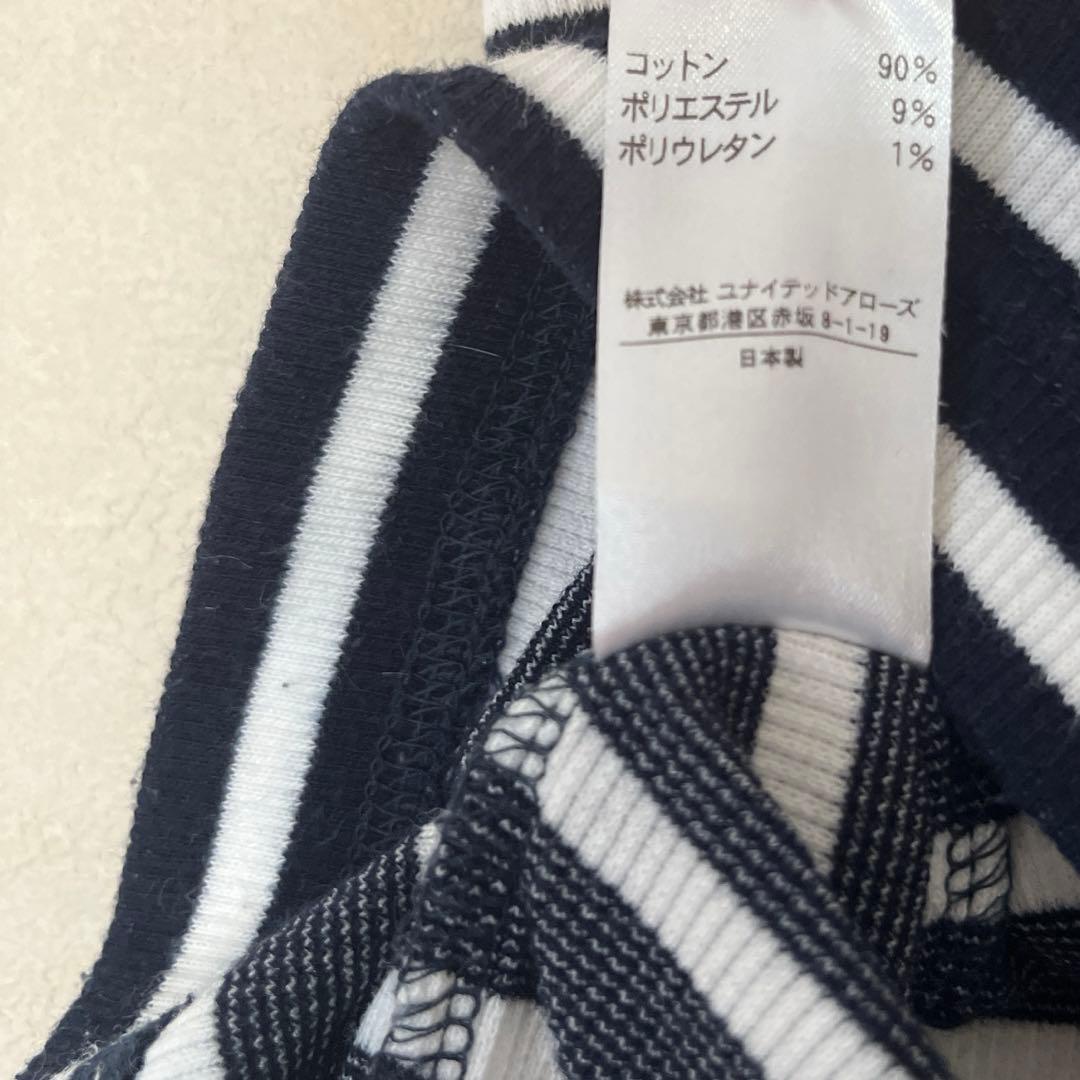 コットン 90%
ポリエステル 9%
ポリウレタン 1%
株式会社 ユナイテッドアローズ
東京都港区赤坂8-1-19
日本製